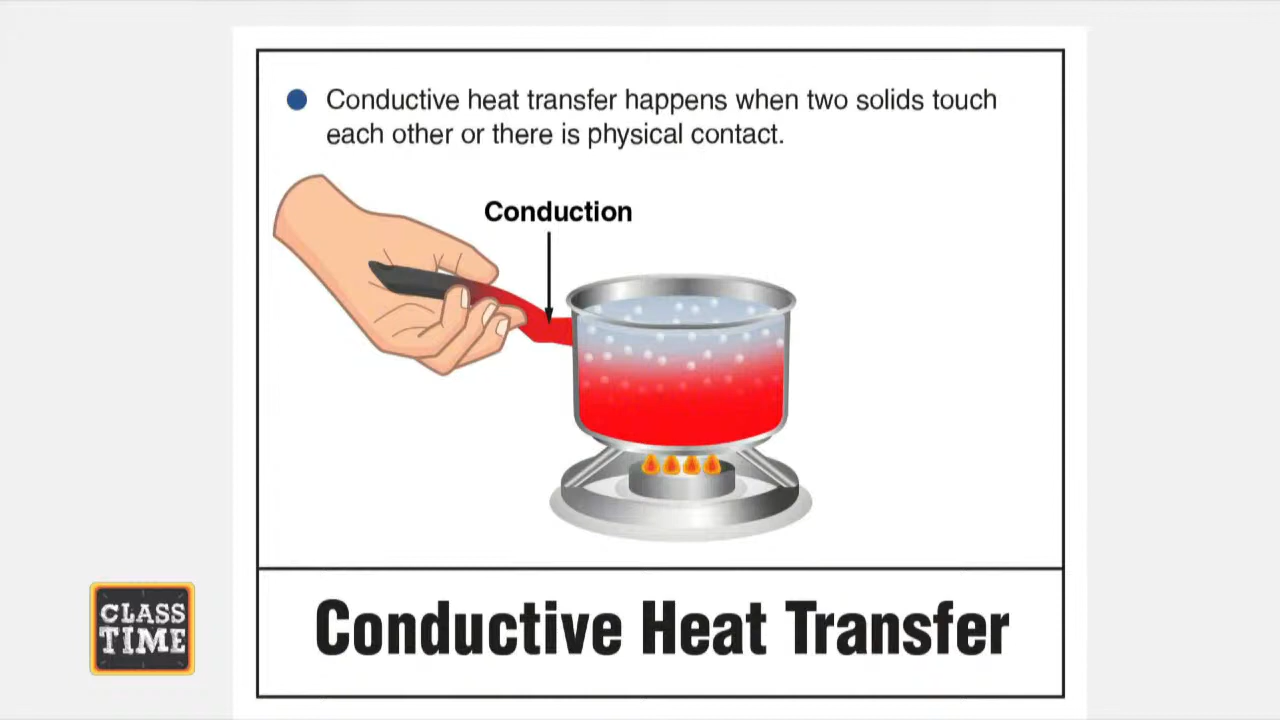 Conductive heat transfer happens when two solids touch
each other or there is physical contact.
Conduction
Conductive Heat Transfer
CLASS
TIME